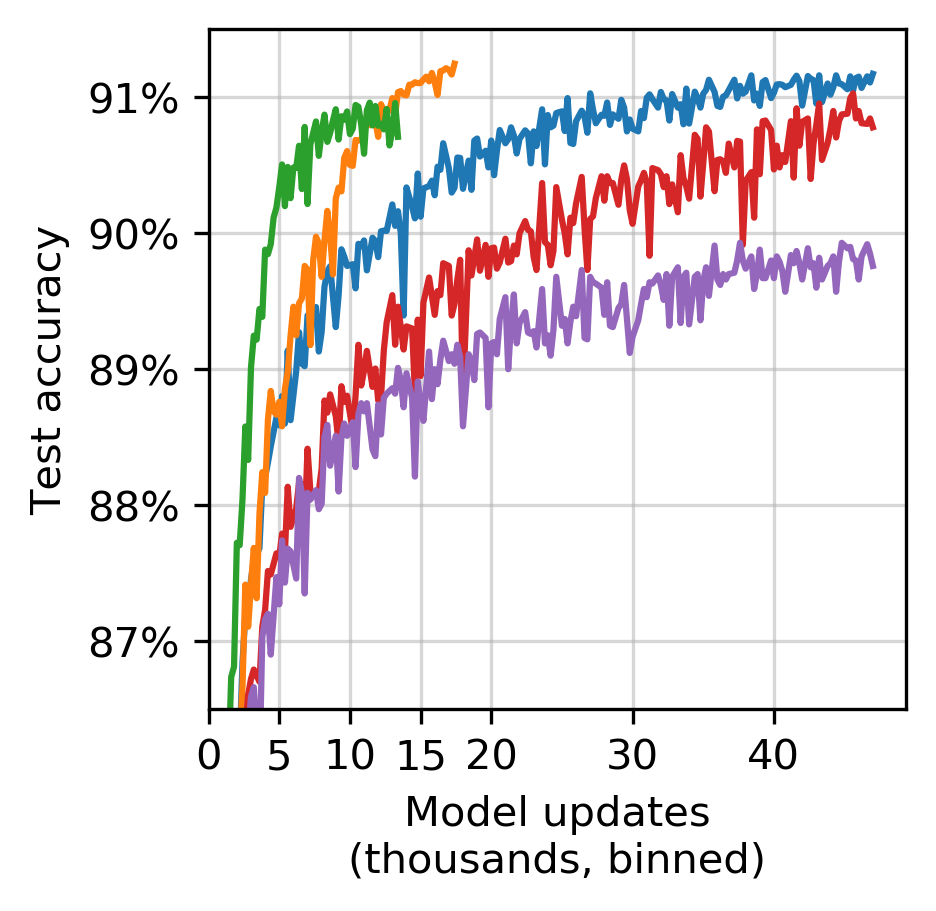 Test accuracy
91%
90%
89%
88%
87%
0 5 10 15 20 30 40
Model updates
(thousands, binned)